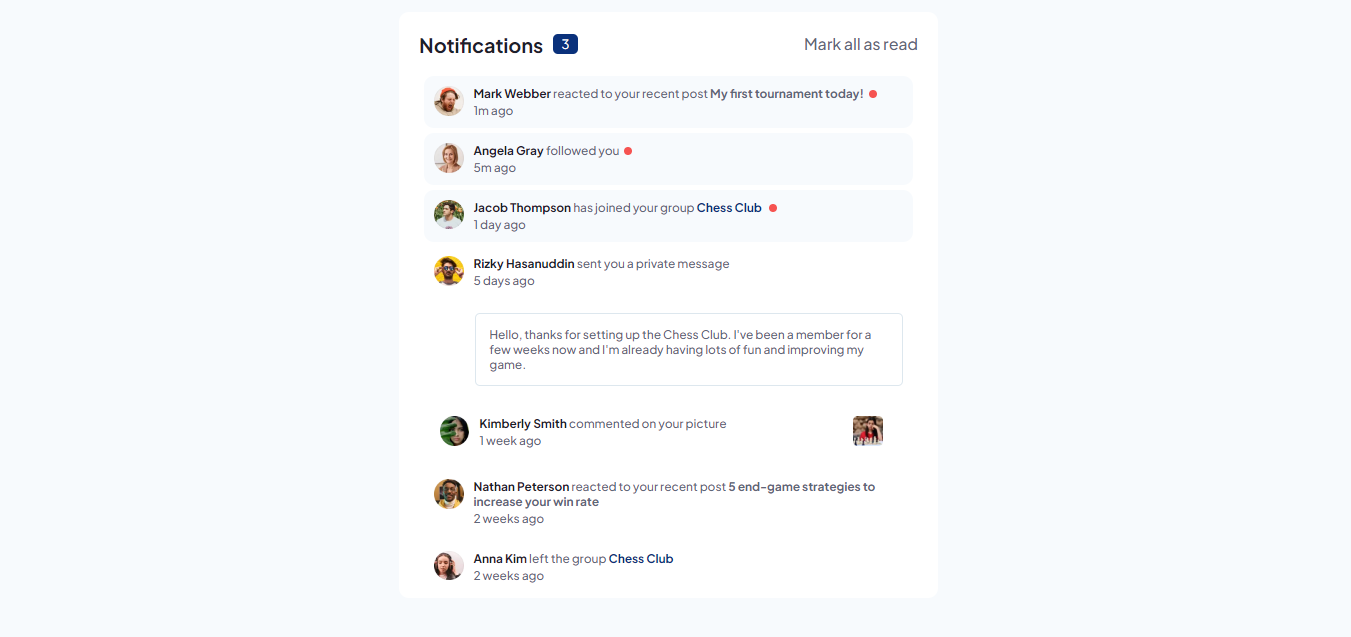 Notifications 3 Mark all as read
Mark Webber reacted to your recent post My first tournament today!
1m ago
Angela Gray followed you
5m ago
Jacob Thompson has joined your group Chess Club
1 day ago
Rizky Hasanuddin sent you a private message
5 days ago
Hello, thanks for setting up the Chess Club. I've been a member for a
few weeks now and I'm already having lots of fun and improving my
game.
Kimberly Smith commented on your picture
1 week ago
Nathan Peterson reacted to your recent post 5 end-game strategies to
increase your win rate
2 weeks ago
Anna Kim left the group Chess Club
2 weeks ago